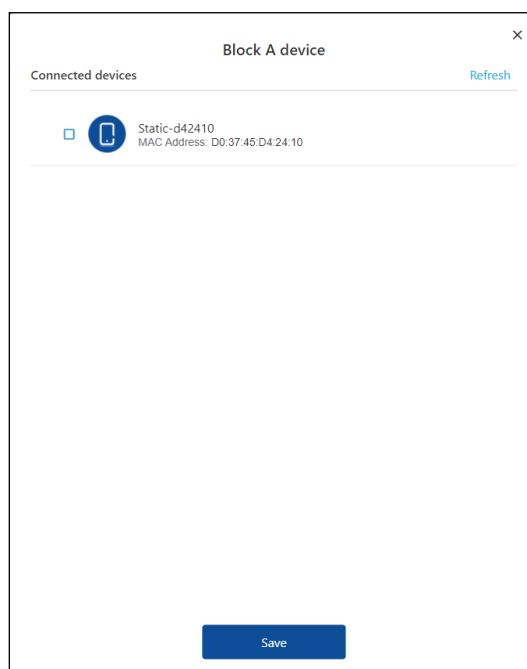 Block A device
Connected devices
Refresh
Static-d42410
MAC Address: D0:37:45:D4:24:10
Save